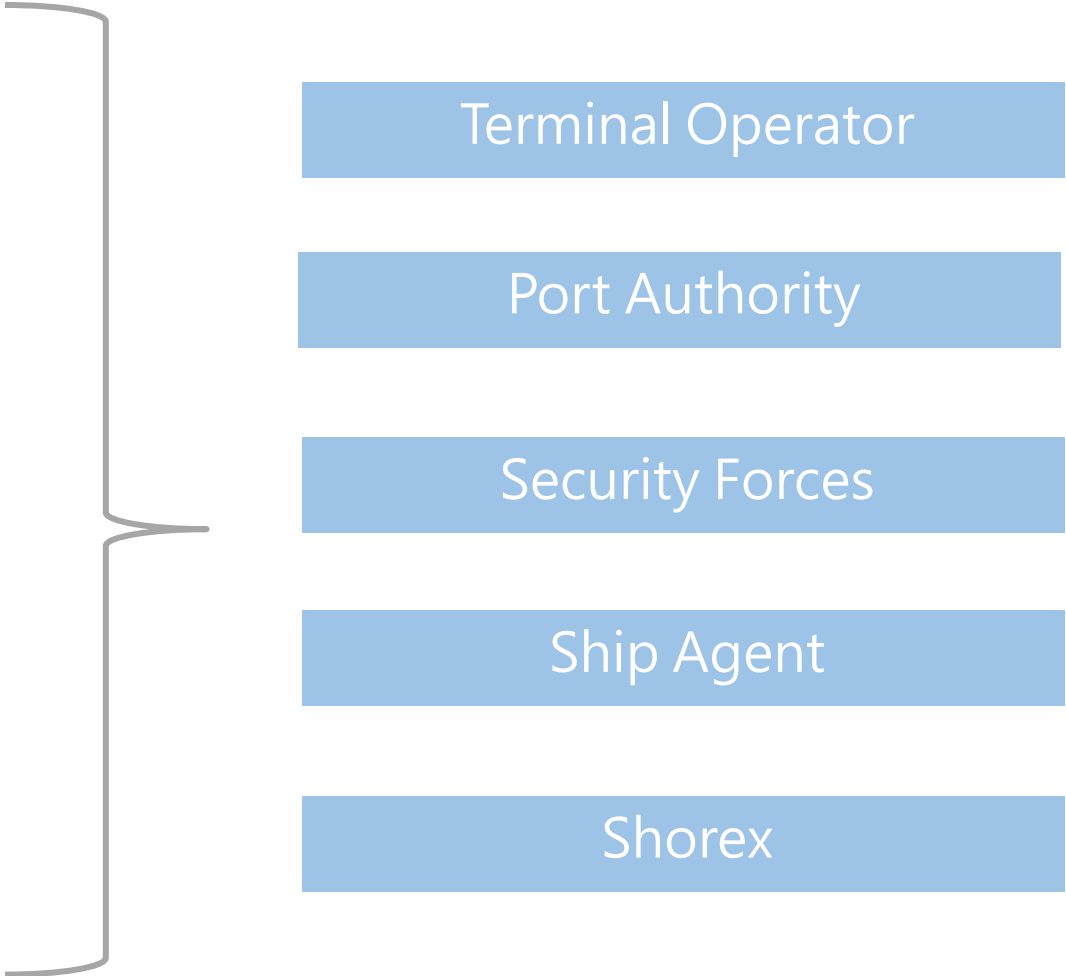 Terminal Operator
Port Authority
Security Forces
Ship Agent
Shorex